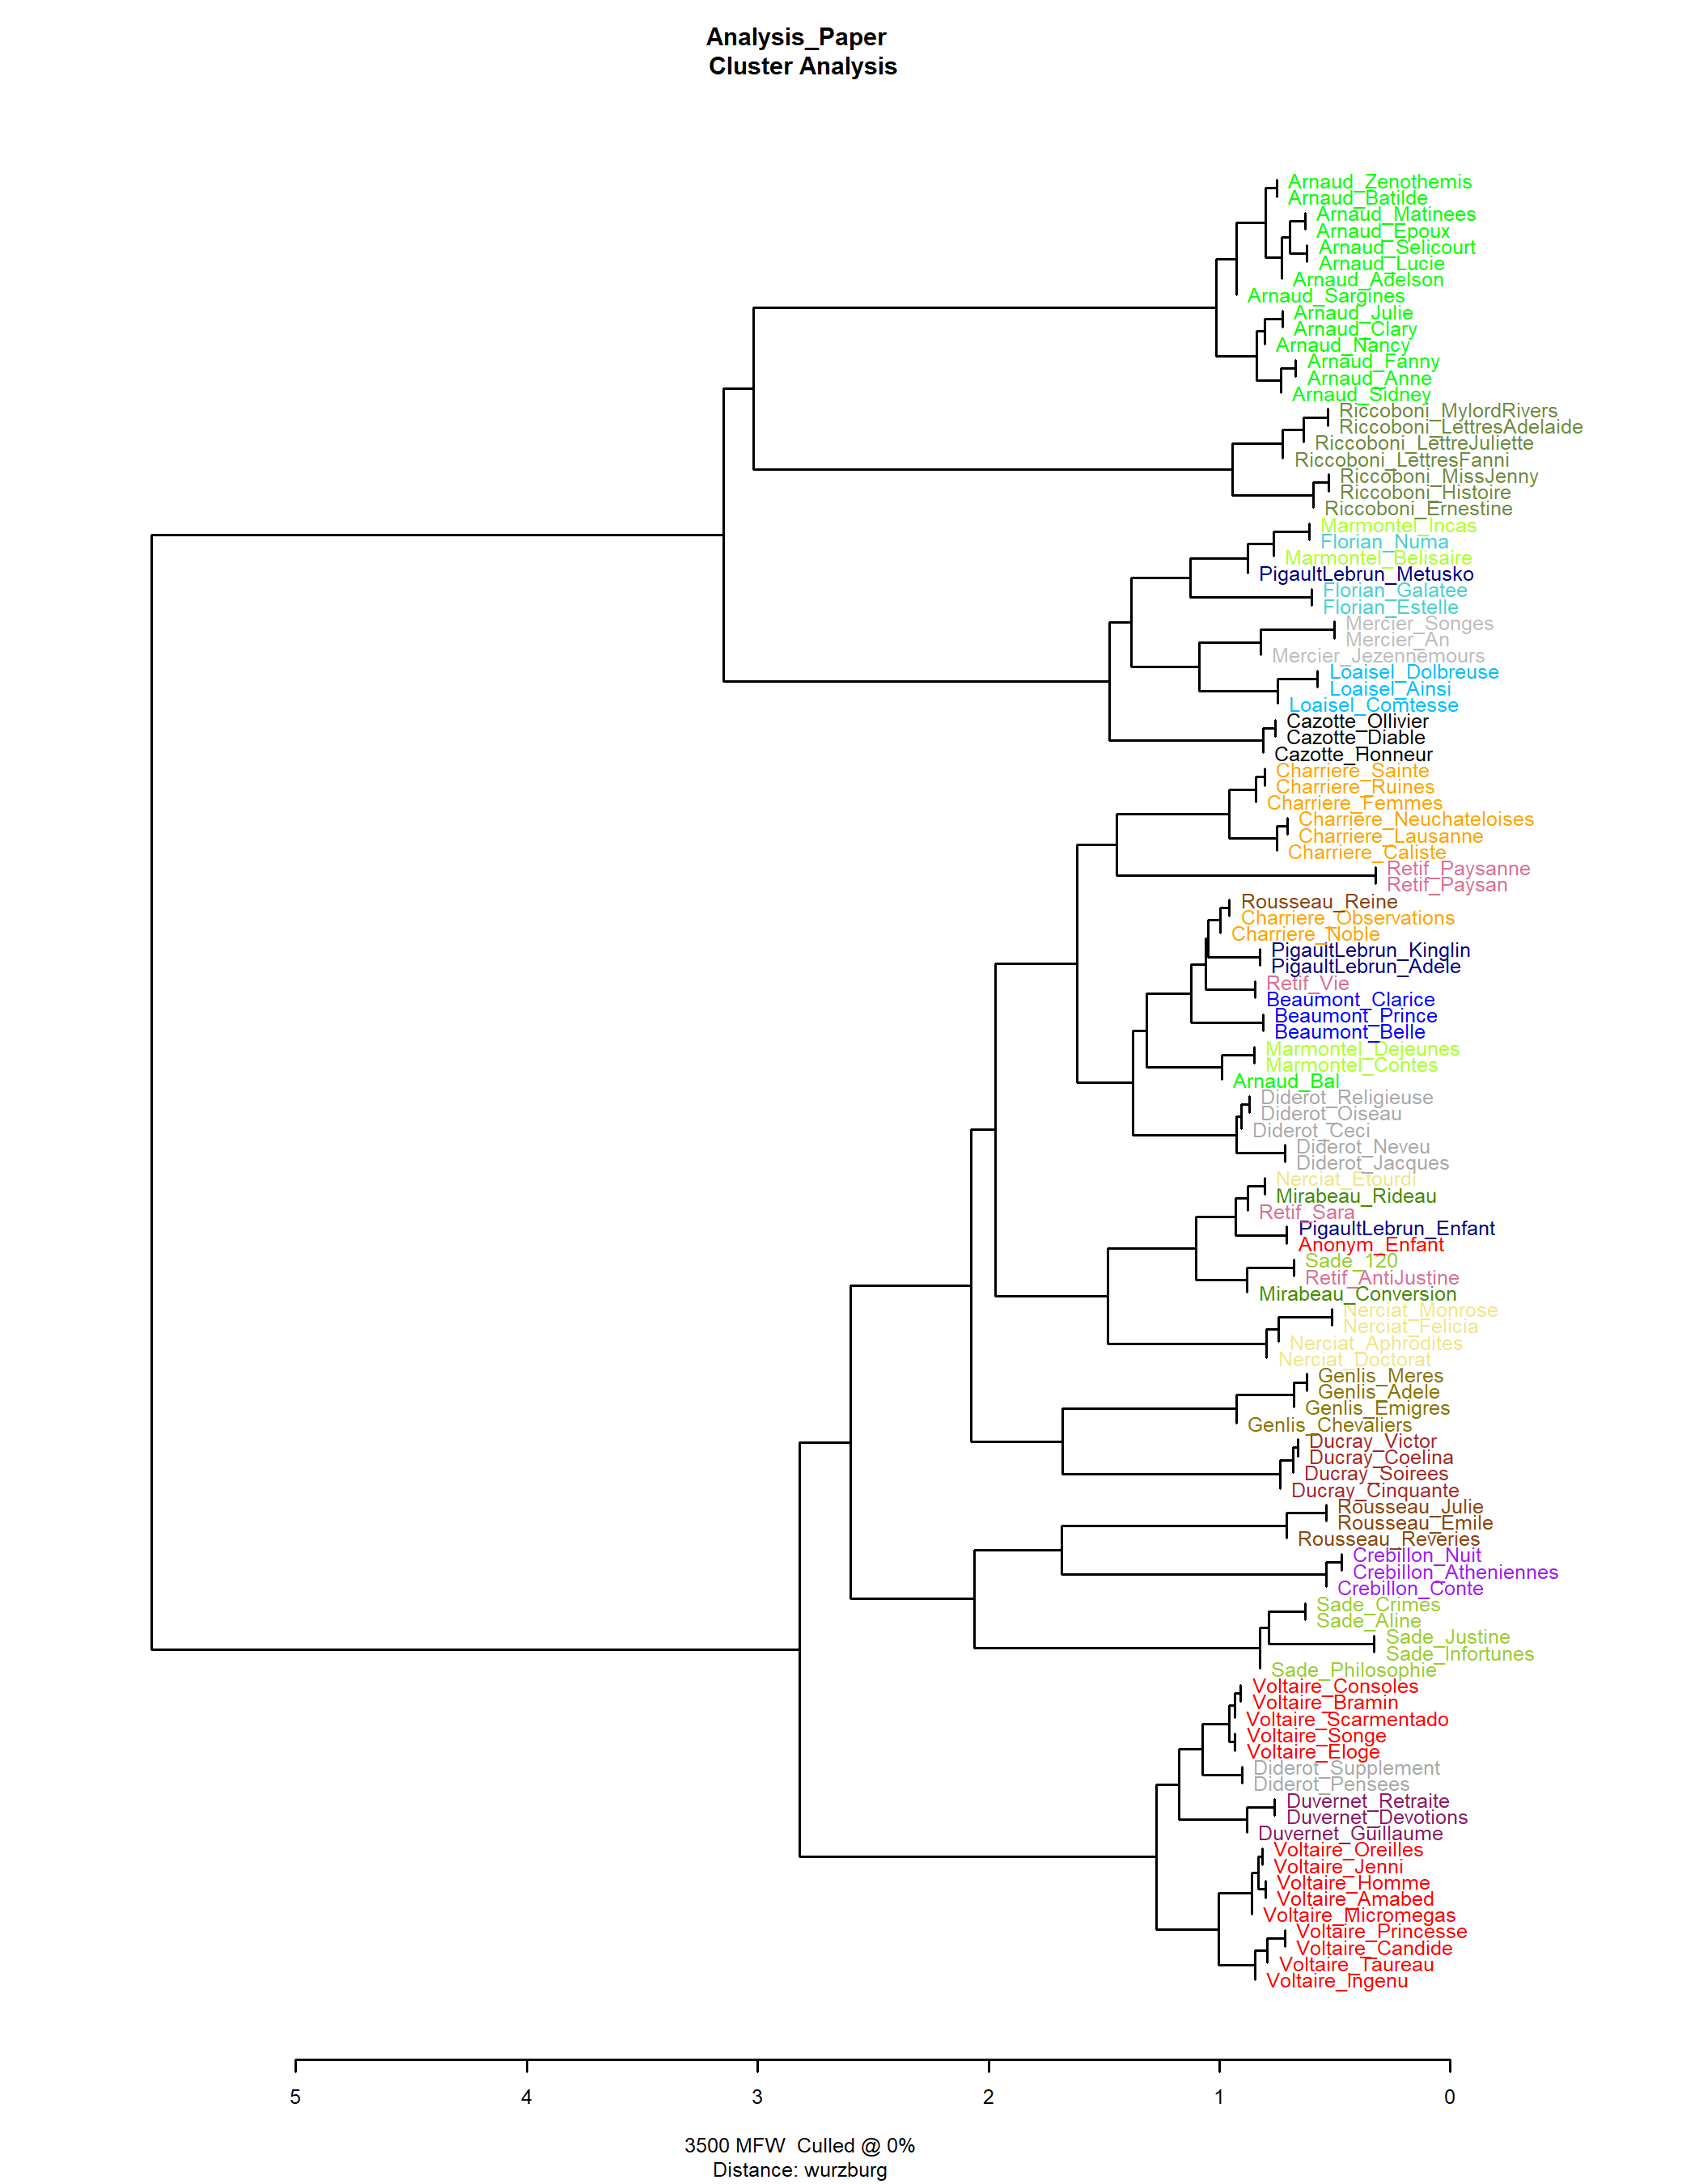 Analysis_Paper
Cluster Analysis
Arnaud_Zenothemis
Arnaud_Batilde
Arnaud_Matinees
Arnaud_Epoux
Arnaud_Selicourt
Arnaud_Lucie
Arnaud_Adelson
Arnaud_Sargines
Arnaud_Julie
Arnaud_Clary
Arnaud_Nancy
Arnaud_Fanny
Arnaud_Anne
Arnaud_Sidney
Riccoboni_MylordRivers
Riccoboni_LettresAdelaide
Riccoboni_LettreJuliette
Riccoboni_LettresFanni
Riccoboni_MissJenny
Riccoboni_Histoire
Riccoboni_Ernestine
Marmontel_Incas
Florian_Numa
Marmontel_Belisaire
PigaultLebrun_Metusko
Florian_Galatee
Florian_Estelle
Mercier_Songes
Mercier_An
Mercier_Jezennemours
Loaisel_Dolbreuse
Loaisel_Ainsi
Loaisel_Comtesse
Cazotte_Ollivier
Cazotte_Diable
Cazotte_Honneur
Charriere_Sainte
Charriere_Ruines
Charriere_Femmes
Charriere_Neuchateloises
Charriere_Lausanne
Charriere_Caliste
Retif_Paysanne
Retif_Paysan
Rousseau_Reine
Charriere_Observations
Charriere_Noble
PigaultLebrun_Kinglin
PigaultLebrun_Adele
Retif_Vie
Beaumont_Clarice
Beaumont_Prince
Beaumont_Belle
Marmontel_Dejeunes
Marmontel_Contes
Arnaud_Bal
Diderot_Religieuse
Diderot_Oiseau
Diderot_Ceci
Diderot_Neveu
Diderot_Jacques
Nerciat_Etourdi
Mirabeau_Rideau
Retif_Sara
PigaultLebrun_Enfant
Anonym_Enfant
Sade_120
Retif_AntiJustine
Mirabeau_Conversion
Nerciat_Monrose
Nerciat_Felicia
Nerciat_Aphrodites
Nerciat_Doctorat
Genlis_Meres
Genlis_Adele
Genlis_Emigres
Genlis_Chevaliers
Ducray_Victor
Ducray_Coelina
Ducray_Soirees
Ducray_Cinquante
Rousseau_Julie
Rousseau_Emile
Rousseau_Reveries
Crebillon_Nuit
Crebillon_Atheniennes
Crebillon_Conte
Sade_Crimes
Sade_Aline
Sade_Justine
Sade_Infortunes
Sade_Philosophie
Voltaire_Consoles
Voltaire_Bramin
Voltaire_Scarmentado
Voltaire_Songe
Voltaire_Eloge
Diderot_Supplement
Diderot_Pensees
Duvernet_Retraite
Duvernet_Devotions
Duvernet_Guillaume
Voltaire_Oreilles
Voltaire_Jenni
Voltaire_Homme
Voltaire_Amabed
Voltaire_Micromegas
Voltaire_Princesse
Voltaire_Candide
Voltaire_Taureau
Voltaire_Ingenu
5 4 3 2 1 0
3500 MFW Culled @ 0%
Distance: wurzburg